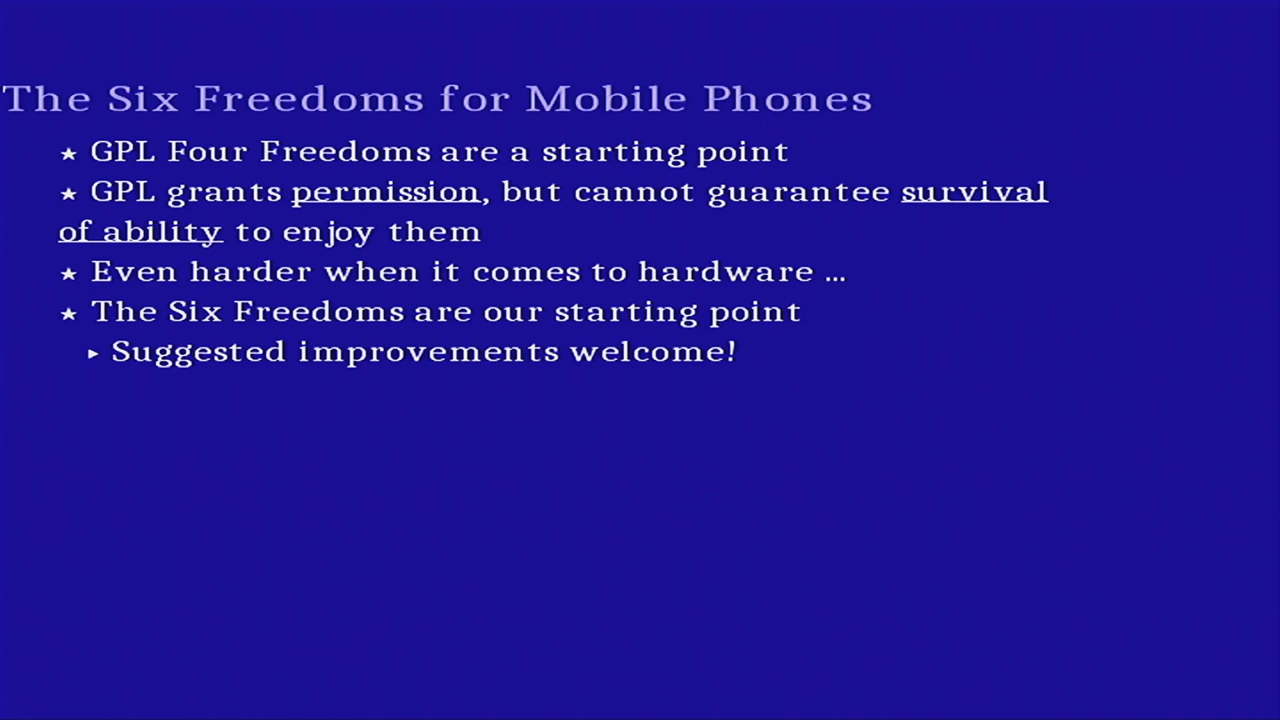 The Six Freedoms for Mobile Phones
★ GPL Four Freedoms are a starting point
★ GPL grants permission, but cannot guarantee survival
of ability to enjoy them
★ Even harder when it comes to hardware ...
★ The Six Freedoms are our starting point
▸ Suggested improvements welcome!